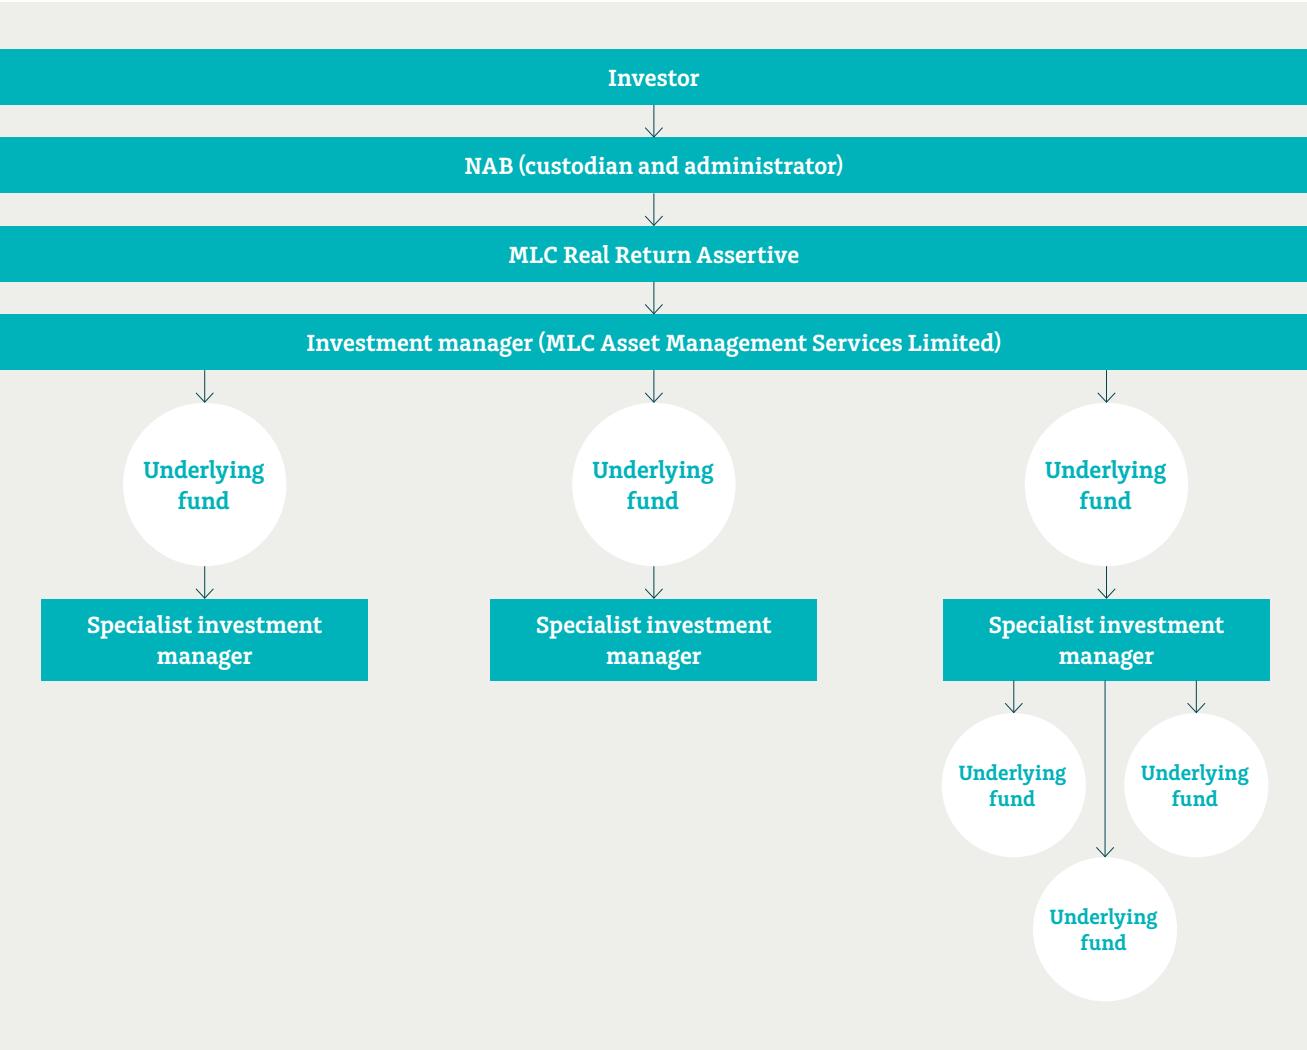 Investor
NAB (custodian and administrator)
MLC Real Return Assertive
Investment manager (MLC Asset Management Services Limited)
Underlying
fund
Underlying
fund
Underlying
fund
Specialist investment
manager
Specialist investment
manager
Specialist investment
manager
Underlying
fund
Underlying
fund
Underlying
fund